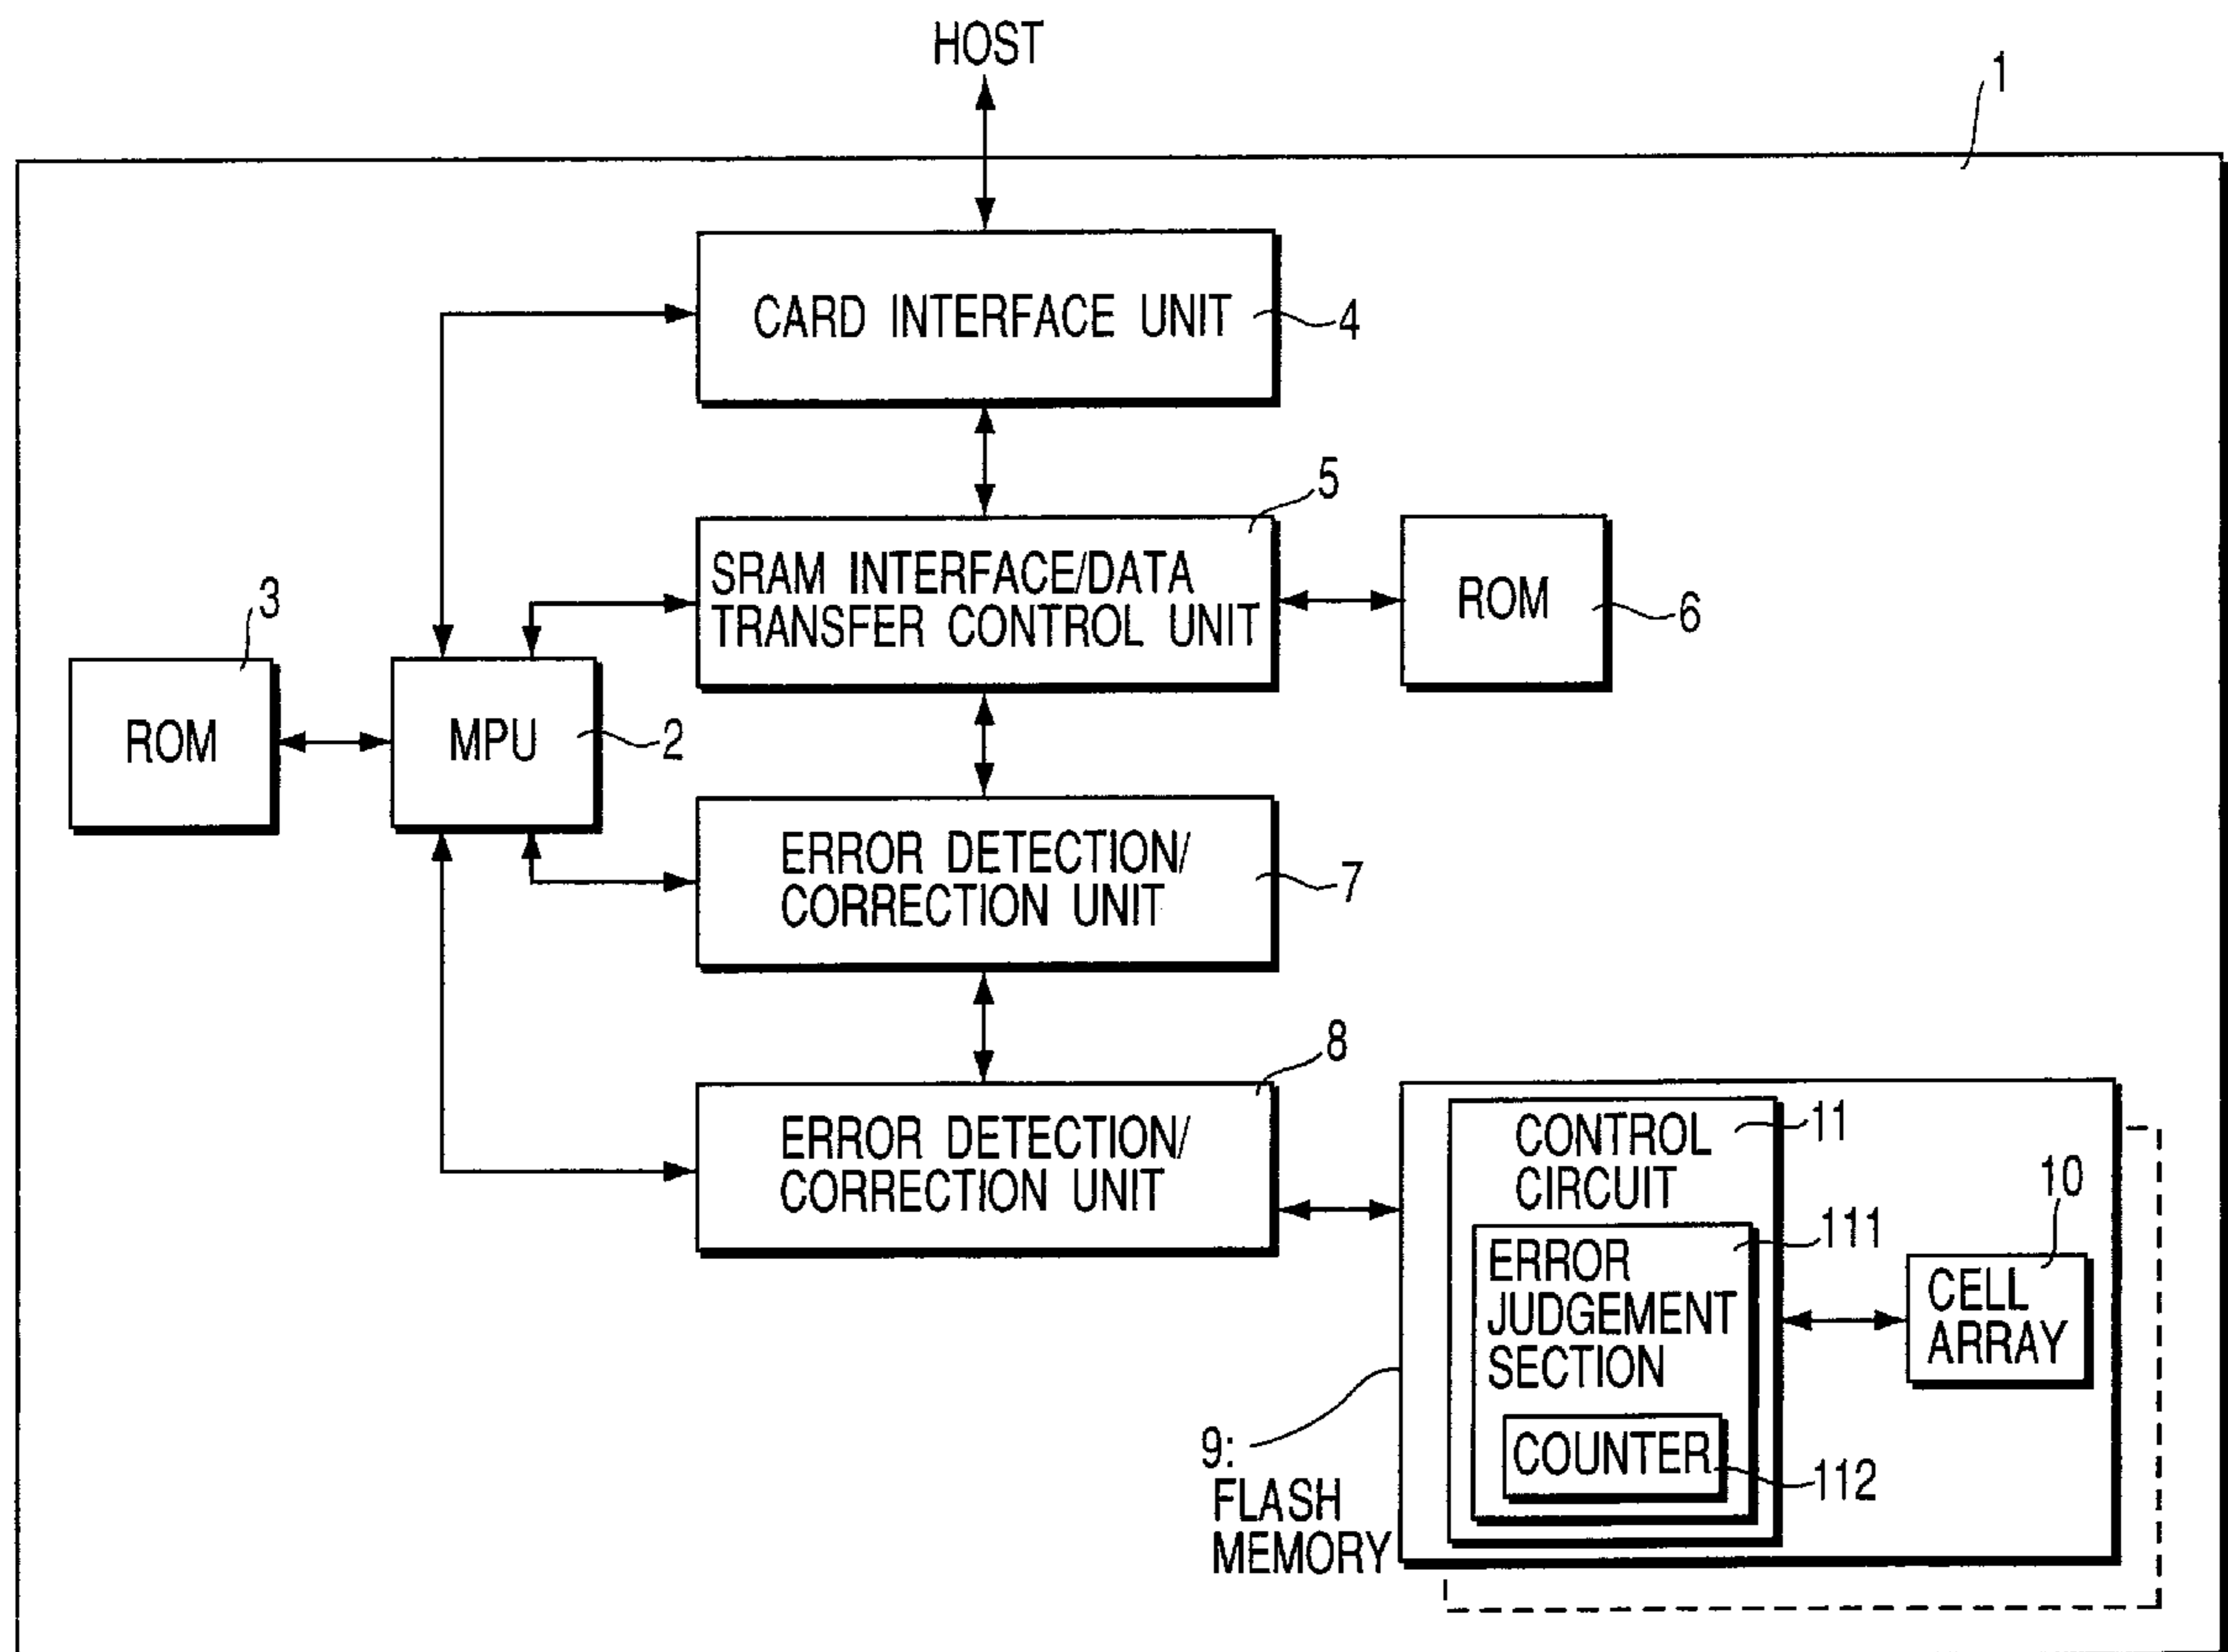 HOST
1
CARD INTERFACE UNIT
4
5
SRAM INTERFACE/DATA
TRANSFER CONTROL UNIT
ROM
6
3
ROM
MPU
2
ERROR DETECTION/
CORRECTION UNIT
7
8
ERROR DETECTION/
CORRECTION UNIT
CONTROL
CIRCUIT
11
10
111
ERROR
JUDGEMENT
SECTION
CELL
ARRAY
COUNTER
112
9:
FLASH
MEMORY